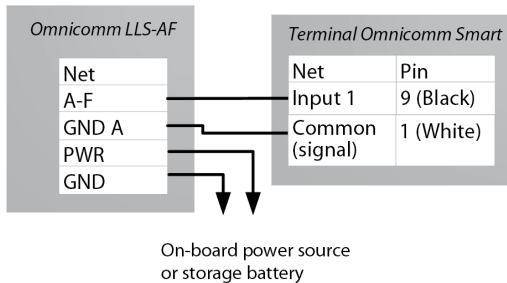 Omnicomm LLS-AF
Net
A-F
GND A
PWR
GND
Terminal Omnicomm Smart
Net Pin
Input 1 9 (Black)
Common 1 (White)
(signal)
On-board power source
or storage battery